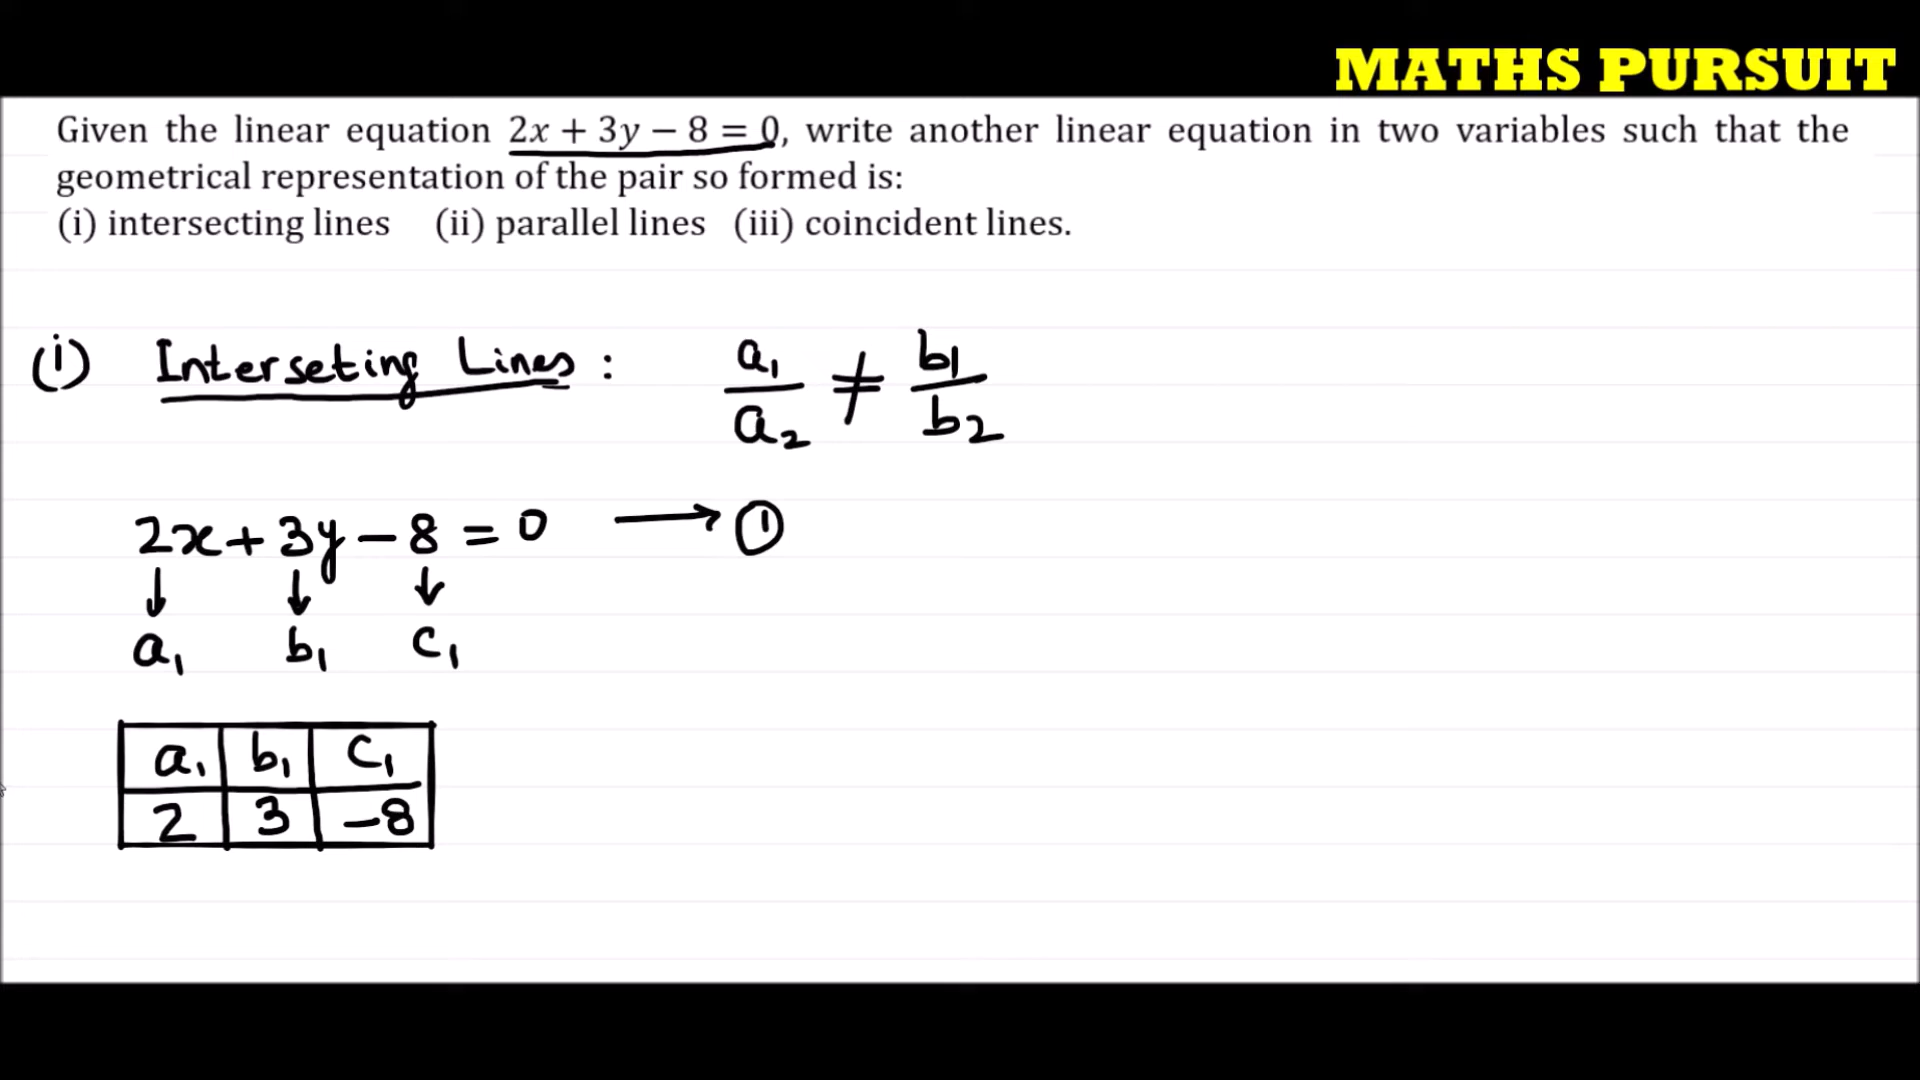 MATHS PURSUIT
Given the linear equation 2x + 3y − 8 = 0, write another linear equation in two variables such that the
geometrical representation of the pair so formed is:
(i) intersecting lines (ii) parallel lines (iii) coincident lines.
(i) Interseting Lines : a₁/a₂ ≠ b₁/b₂
2x + 3y − 8 = 0 → ①
↓ ↓ ↓
a₁ b₁ c₁
a₁ b₁ c₁
2 3 −8